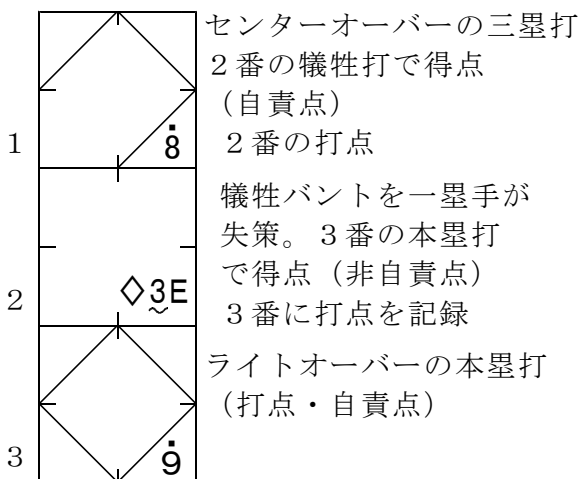 センターオーバーの三塁打
２番の犠牲打で得点
（自責点）
２番の打点
1
8
犠牲バントを一塁手が
失策。３番の本塁打
で得点（非自責点）
３番に打点を記録
2
◇3E
ライトオーバーの本塁打
（打点・自責点）
3
9